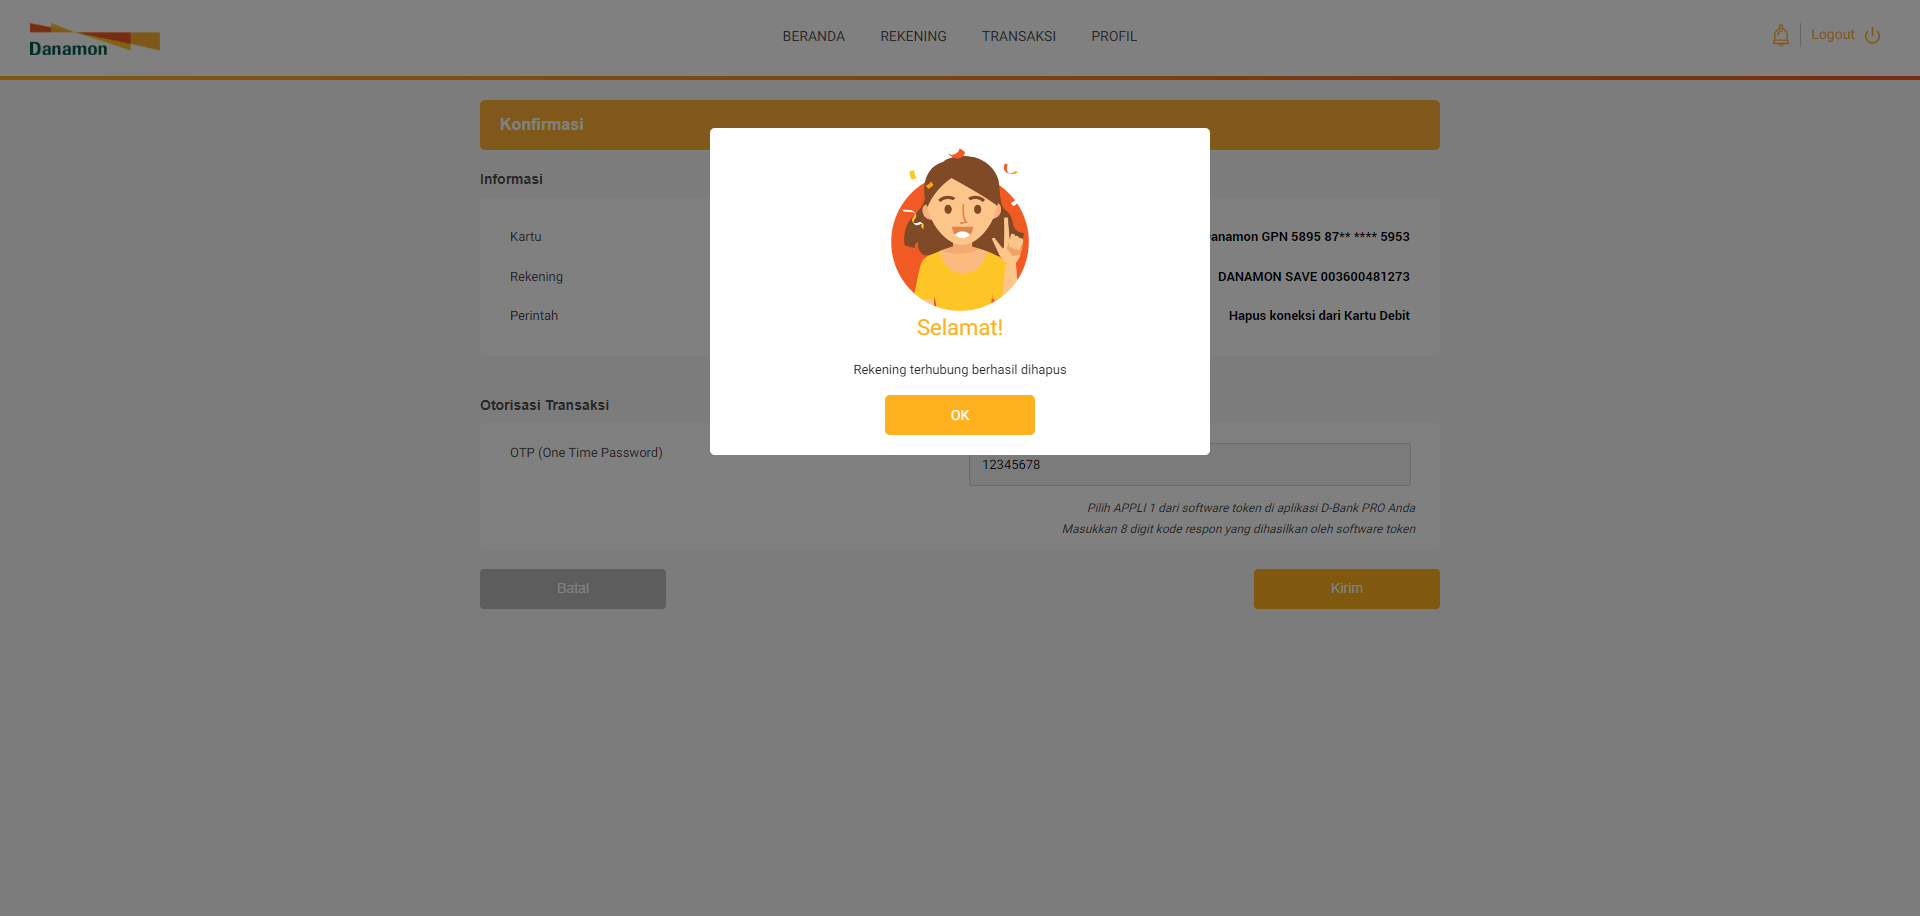 Danamon
BERANDA REKENING TRANSAKSI PROFIL
Logout
Konfirmasi
Informasi
Kartu
anamon GPN 5895 87** **** 5953
Rekening
DANAMON SAVE 003600481273
Perintah
Hapus koneksi dari Kartu Debit
Selamat!
Rekening terhubung berhasil dihapus
OK
Otorisasi Transaksi
OTP (One Time Password)
12345678
Pilih APPLI 1 dari software token di aplikasi D-Bank PRO Anda
Masukkan 8 digit kode respon yang dihasilkan oleh software token
Batal
Kirim